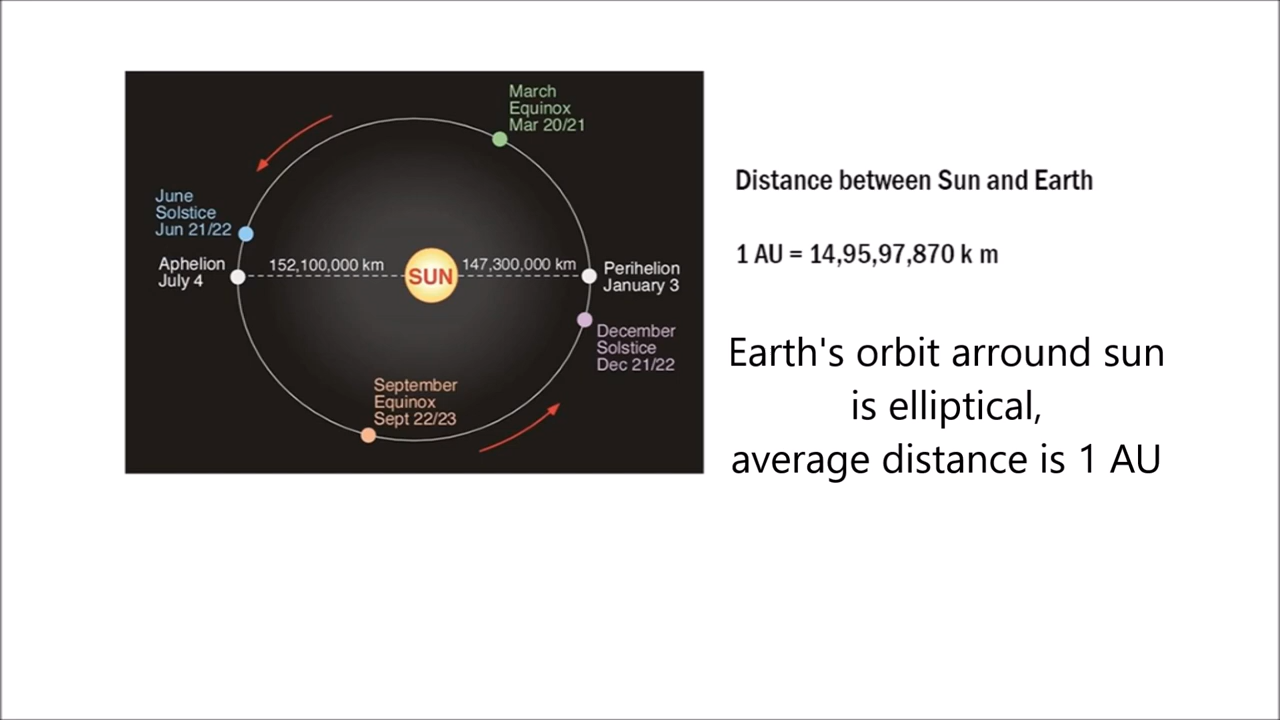 March
Equinox
Mar 20/21
June
Solstice
Jun 21/22
Aphelion
July 4
152,100,000 km
SUN
147,300,000 km
Perihelion
January 3
December
Solstice
Dec 21/22
September
Equinox
Sept 22/23
Distance between Sun and Earth
1 AU = 14,95,97,870 k m
Earth's orbit arround sun
is elliptical,
average distance is 1 AU